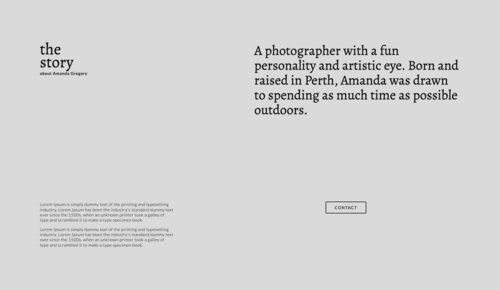 the
story
about Amanda Gregory
A photographer with a fun
personality and artistic eye. Born and
raised in Perth, Amanda was drawn
to spending as much time as possible
outdoors.
Lorem Ipsum is simply dummy text of the printing and typesetting
industry. Lorem Ipsum has been the industry's standard dummy text
ever since the 1500s, when an unknown printer took a galley of
type and scrambled it to make a type specimen book.
Lorem Ipsum is simply dummy text of the printing and typesetting
industry. Lorem Ipsum has been the industry's standard dummy text
ever since the 1500s, when an unknown printer took a galley of
type and scrambled it to make a type specimen book.
CONTACT